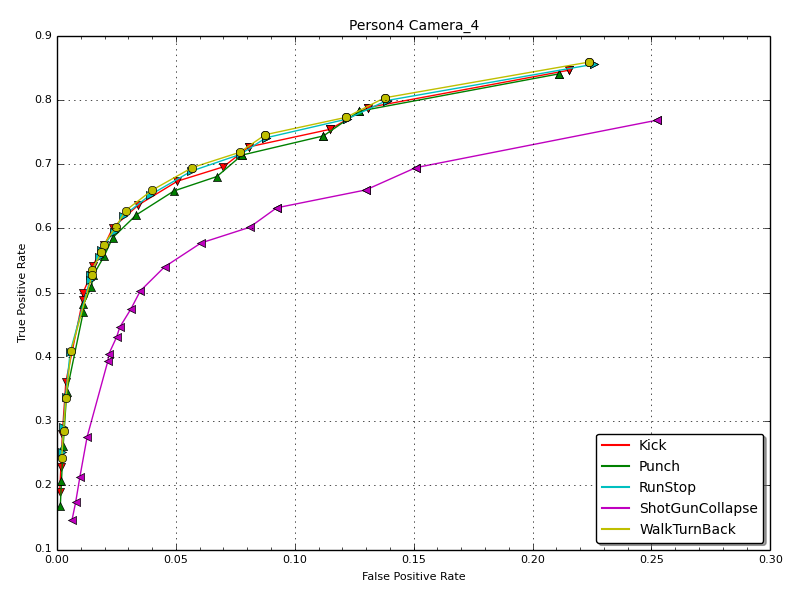 Person4 Camera_4
0.9
0.8
0.7
0.6
0.5
0.4
0.3
0.2
0.1
True Positive Rate
Kick
Punch
RunStop
ShotGunCollapse
WalkTurnBack
0.00 0.05 0.10 0.15 0.20 0.25 0.30
False Positive Rate